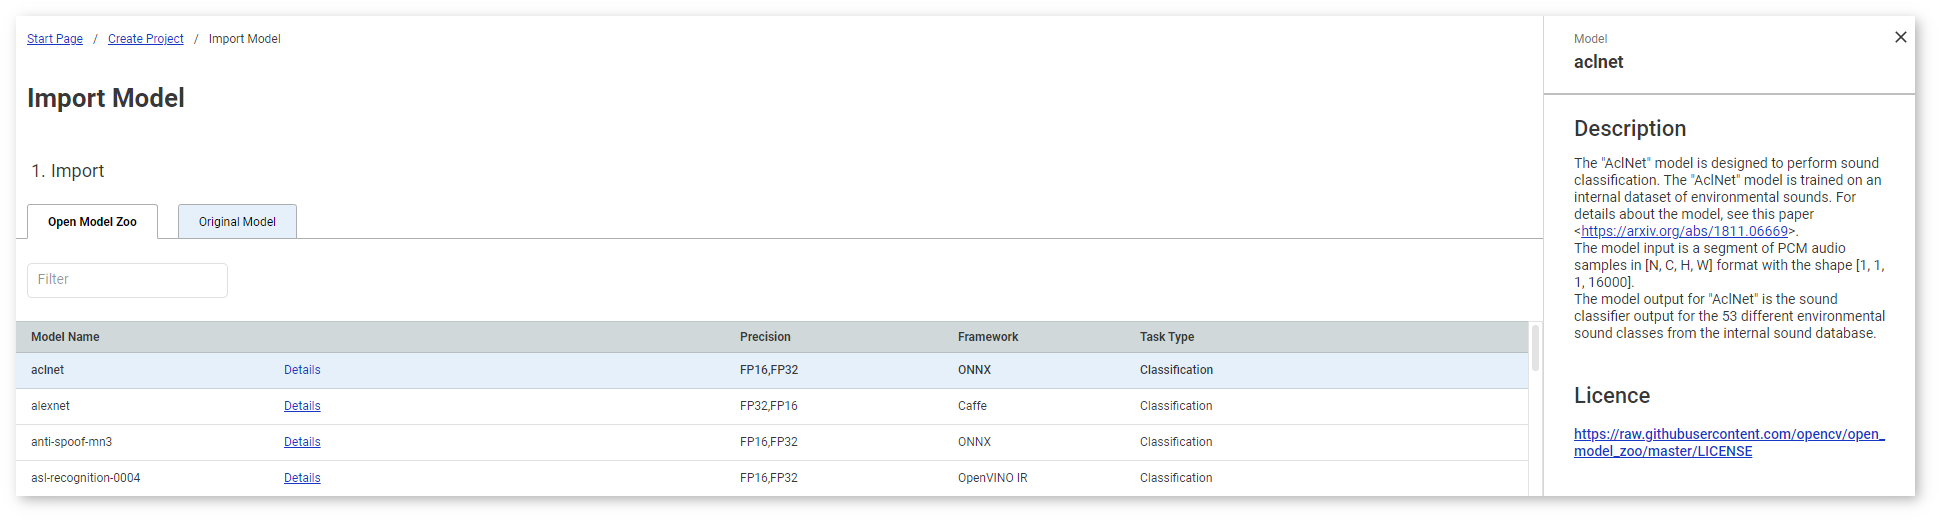 Start Page / Create Project / Import Model
Import Model
1. Import
Open Model Zoo
Original Model
Filter
Model Name Precision Framework Task Type
aclnet Details FP16,FP32 ONNX Classification
alexnet Details FP32,FP16 Caffe Classification
anti-spoof-mn3 Details FP16,FP32 ONNX Classification
asl-recognition-0004 Details FP16,FP32 OpenVINO IR Classification
Model
aclnet
Description
The "AclNet" model is designed to perform sound
classification. The "AclNet" model is trained on an
internal dataset of environmental sounds. For
details about the model, see this paper
<https://arxiv.org/abs/1811.06669>.
The model input is a segment of PCM audio
samples in [N, C, H, W] format with the shape [1, 1,
1, 16000].
The model output for "AclNet" is the sound
classifier output for the 53 different environmental
sound classes from the internal sound database.
Licence
https://raw.githubusercontent.com/opencv/open_
model_zoo/master/LICENSE